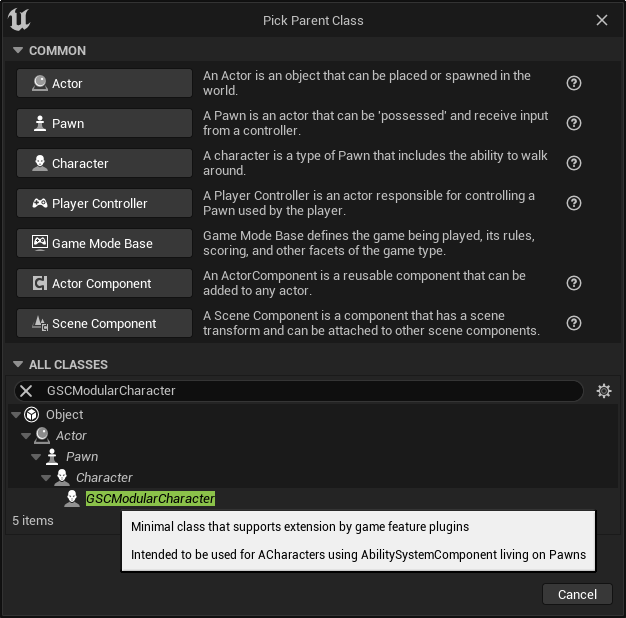 Pick Parent Class
COMMON
Actor
An Actor is an object that can be placed or spawned in the
world.
Pawn
A Pawn is an actor that can be 'possessed' and receive input
from a controller.
Character
A character is a type of Pawn that includes the ability to walk
around.
Player Controller
A Player Controller is an actor responsible for controlling a
Pawn used by the player.
Game Mode Base
Game Mode Base defines the game being played, its rules,
scoring, and other facets of the game type.
Actor Component
An ActorComponent is a reusable component that can be
added to any actor.
Scene Component
A Scene Component is a component that has a scene
transform and can be attached to other scene components.
ALL CLASSES
GSCModularCharacter
Object
Actor
Pawn
Character
GSCModularCharacter
5 items
Minimal class that supports extension by game feature plugins
Intended to be used for ACharacters using AbilitySystemComponent living on Pawns
Cancel